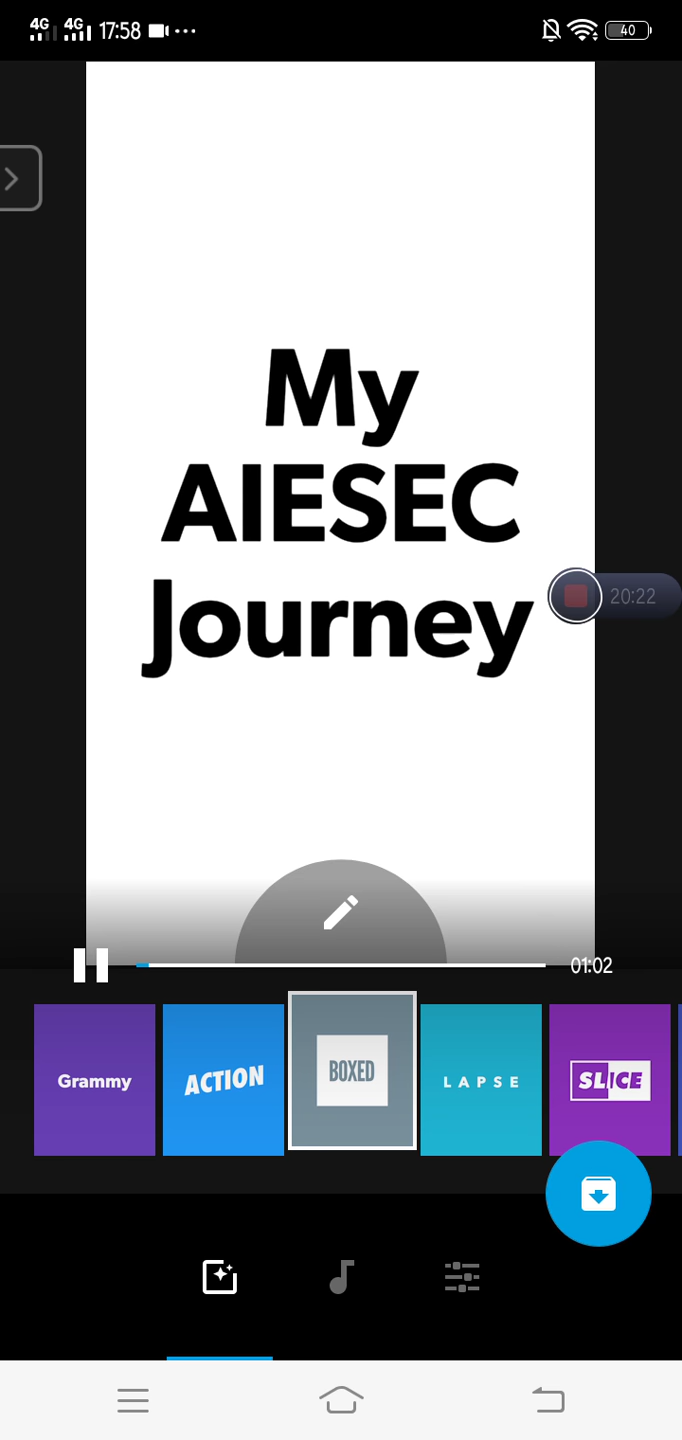 4G 4G 17:58 40
My
AIESEC
Journey
20:22
01:02
Grammy
ACTION
BOXED
LAPSE
SLICE